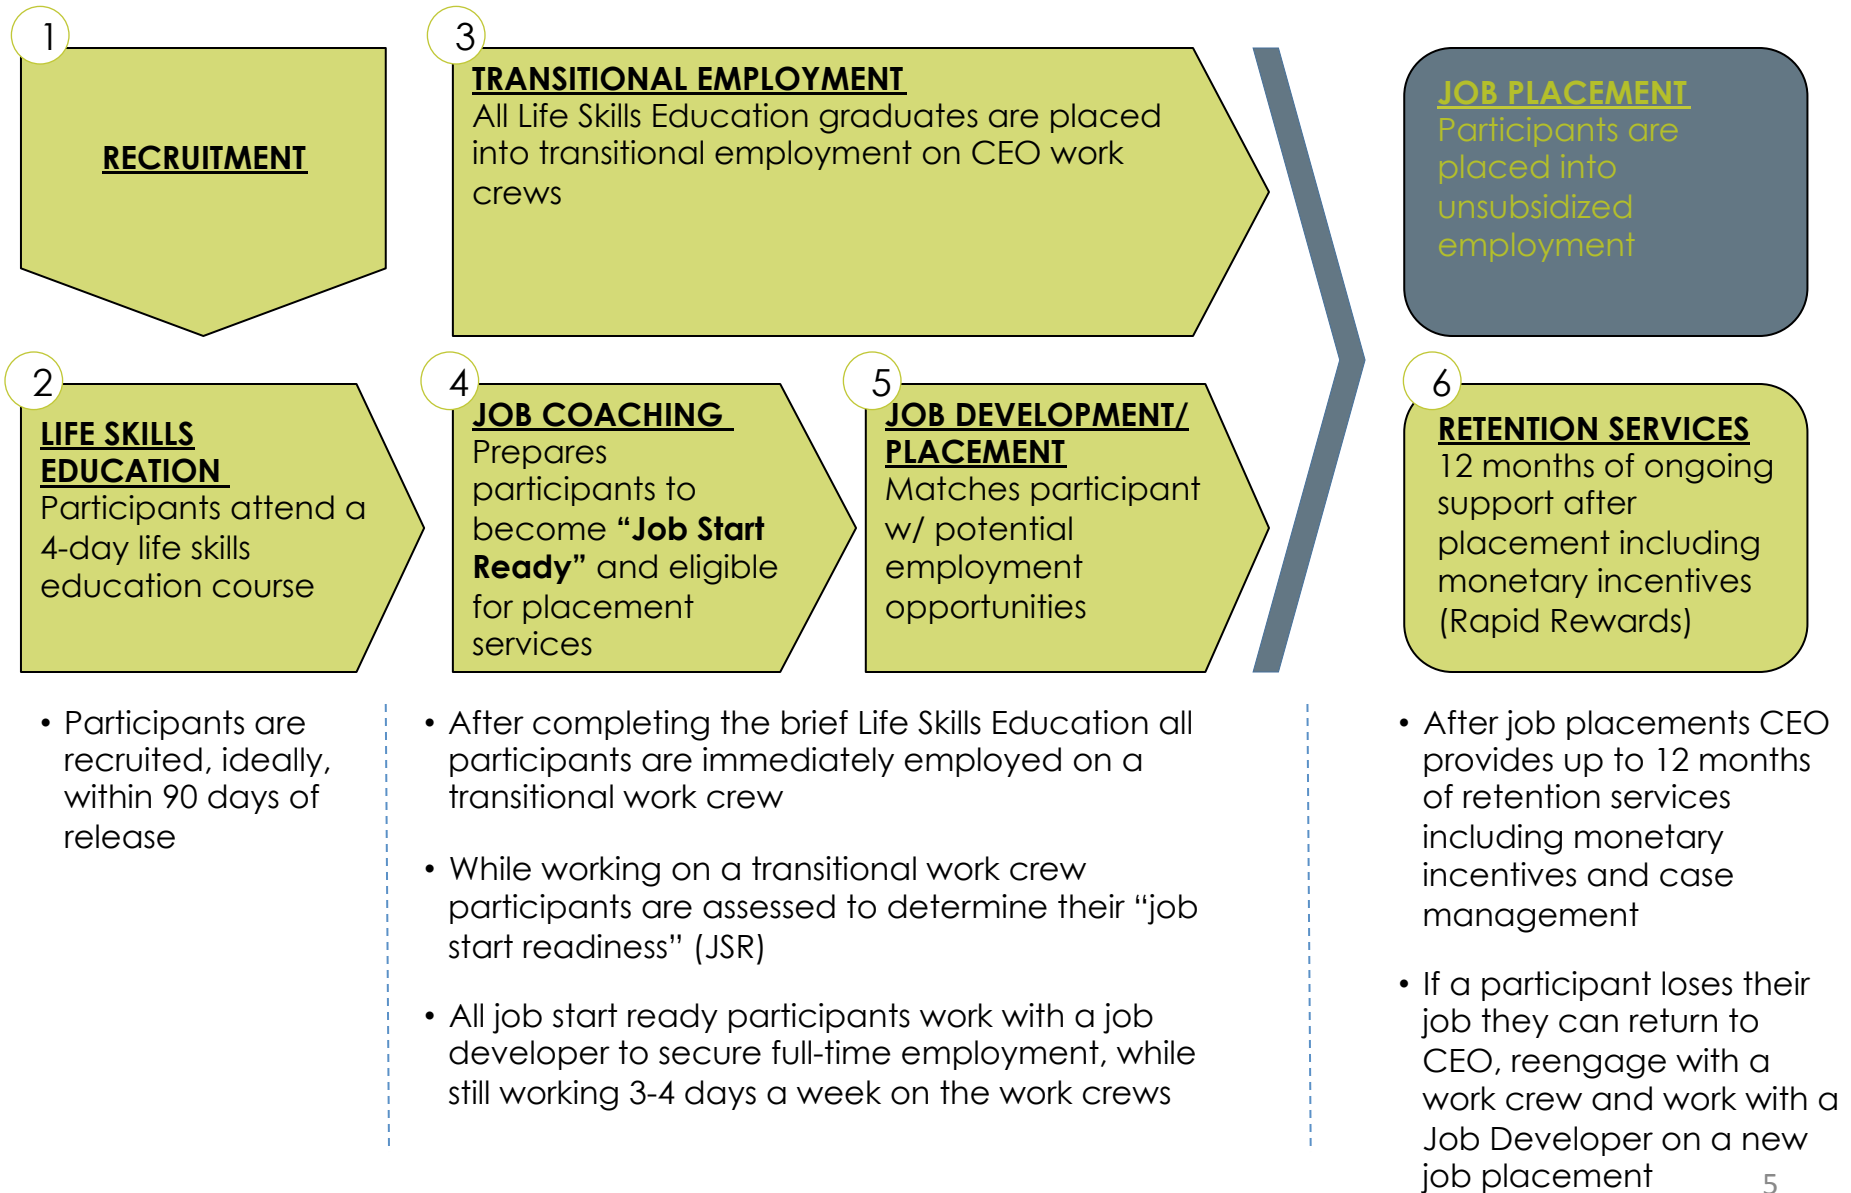 1
RECRUITMENT
2
LIFE SKILLS
EDUCATION
Participants attend a
4-day life skills
education course
3
TRANSITIONAL EMPLOYMENT
All Life Skills Education graduates are placed
into transitional employment on CEO work
crews
4
JOB COACHING
Prepares
participants to
become “Job Start
Ready” and eligible
for placement
services
5
JOB DEVELOPMENT/
PLACEMENT
Matches participant
w/ potential
employment
opportunities
JOB PLACEMENT
Participants are
placed into
unsubsidized
employment
6
RETENTION SERVICES
12 months of ongoing
support after
placement including
monetary incentives
(Rapid Rewards)
• Participants are
recruited, ideally,
within 90 days of
release
• After completing the brief Life Skills Education all
participants are immediately employed on a
transitional work crew
• While working on a transitional work crew
participants are assessed to determine their “job
start readiness” (JSR)
• All job start ready participants work with a job
developer to secure full-time employment, while
still working 3-4 days a week on the work crews
• After job placements CEO
provides up to 12 months
of retention services
including monetary
incentives and case
management
• If a participant loses their
job they can return to
CEO, reengage with a
work crew and work with a
Job Developer on a new
job placement
5